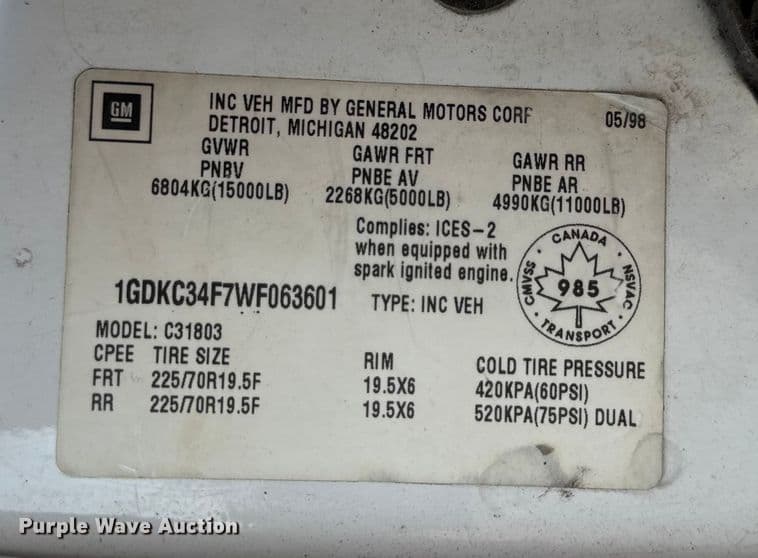 GM
INC VEH MFD BY GENERAL MOTORS CORP 05/98
DETROIT, MICHIGAN 48202
GVWR GAWR FRT GAWR RR
PNBV PNBE AV PNBE AR
6804KG(15000LB) 2268KG(5000LB) 4990KG(11000LB)
Complies: ICES-2
when equipped with
spark ignited engine.
CANADA
CMVSS 985 NSVAC
TRANSPORT
1GDKC34F7WF063601 TYPE: INC VEH
MODEL: C31803
CPEE TIRE SIZE RIM COLD TIRE PRESSURE
FRT 225/70R19.5F 19.5X6 420KPA(60PSI)
RR 225/70R19.5F 19.5X6 520KPA(75PSI) DUAL
Purple Wave Auction